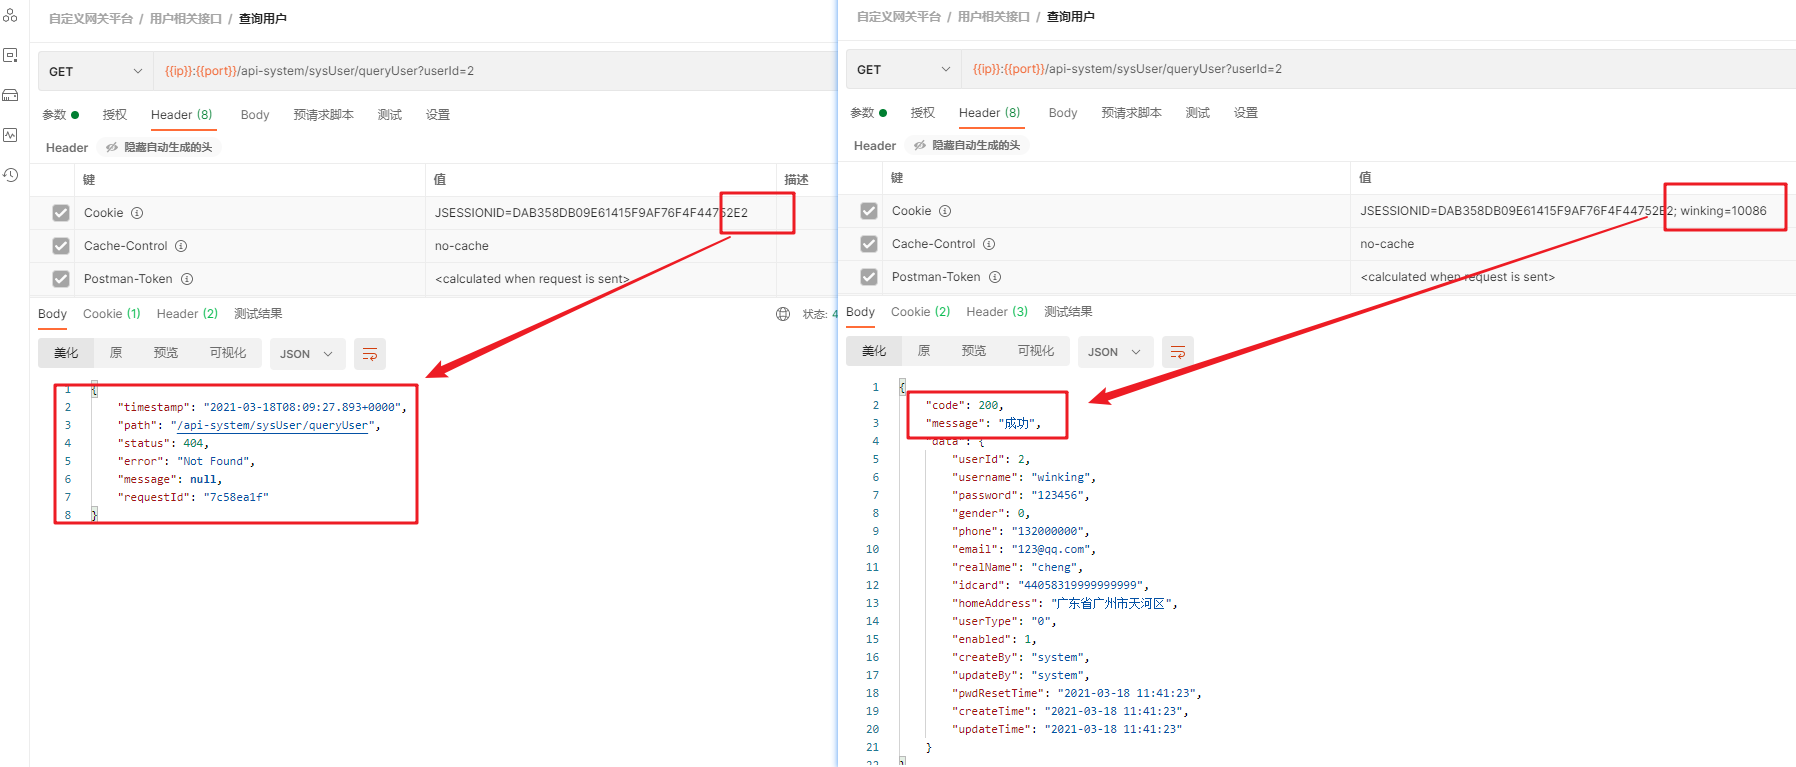 自定义网关平台 / 用户相关接口 / 查询用户
GET
{{ip}}:{{port}}/api-system/sysUser/queryUser?userId=2
参数 授权 Header (8) Body 预请求脚本 测试 设置
Header 隐藏自动生成的头
键 值 描述
Cookie JSESSIONID=DAB358DB09E61415F9AF76F4F44752E2
Cache-Control no-cache
Postman-Token <calculated when request is sent>
Body Cookie (1) Header (2) 测试结果 状态: 4
美化 原 预览 可视化 JSON
1 {
2 "timestamp": "2021-03-18T08:09:27.893+0000",
3 "path": "/api-system/sysUser/queryUser",
4 "status": 404,
5 "error": "Not Found",
6 "message": null,
7 "requestId": "7c58ea1f"
8 }
自定义网关平台 / 用户相关接口 / 查询用户
GET
{{ip}}:{{port}}/api-system/sysUser/queryUser?userId=2
参数 授权 Header (8) Body 预请求脚本 测试 设置
Header 隐藏自动生成的头
键 值
Cookie JSESSIONID=DAB358DB09E61415F9AF76F4F44752E2; winking=10086
Cache-Control no-cache
Postman-Token <calculated when request is sent>
Body Cookie (2) Header (3) 测试结果
美化 原 预览 可视化 JSON
1 {
2 "code": 200,
3 "message": "成功",
4 "data": {
5 "userId": 2,
6 "username": "winking",
7 "password": "123456",
8 "gender": 0,
9 "phone": "132000000",
10 "email": "123@qq.com",
11 "realName": "cheng",
12 "idcard": "44058319999999999",
13 "homeAddress": "广东省广州市天河区",
14 "userType": "0",
15 "enabled": 1,
16 "createBy": "system",
17 "updateBy": "system",
18 "pwdResetTime": "2021-03-18 11:41:23",
19 "createTime": "2021-03-18 11:41:23",
20 "updateTime": "2021-03-18 11:41:23"
21 }
22 }